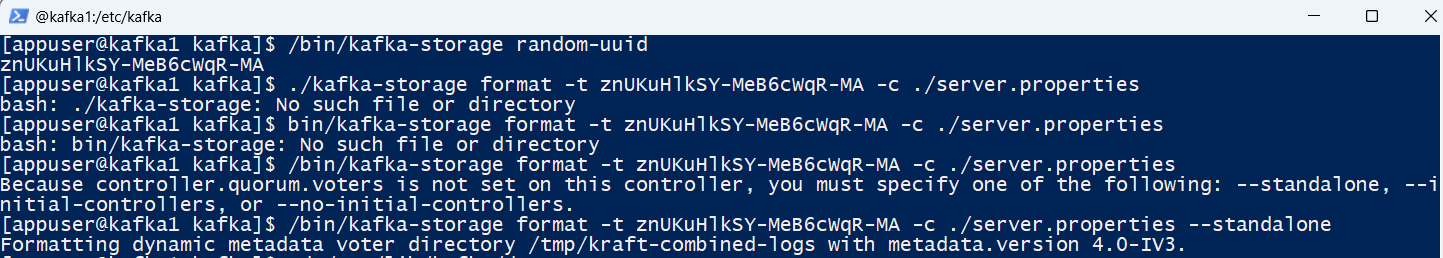 @kafka1:/etc/kafka
[appuser@kafka1 kafka]$ /bin/kafka-storage random-uuid
znUKuHlkSY-MeB6cWqR-MA
[appuser@kafka1 kafka]$ ./kafka-storage format -t znUKuHlkSY-MeB6cWqR-MA -c ./server.properties
bash: ./kafka-storage: No such file or directory
[appuser@kafka1 kafka]$ bin/kafka-storage format -t znUKuHlkSY-MeB6cWqR-MA -c ./server.properties
bash: bin/kafka-storage: No such file or directory
[appuser@kafka1 kafka]$ /bin/kafka-storage format -t znUKuHlkSY-MeB6cWqR-MA -c ./server.properties
Because controller.quorum.voters is not set on this controller, you must specify one of the following: --standalone, --i
nitial-controllers, or --no-initial-controllers.
[appuser@kafka1 kafka]$ /bin/kafka-storage format -t znUKuHlkSY-MeB6cWqR-MA -c ./server.properties --standalone
Formatting dynamic metadata voter directory /tmp/kraft-combined-logs with metadata.version 4.0-IV3.